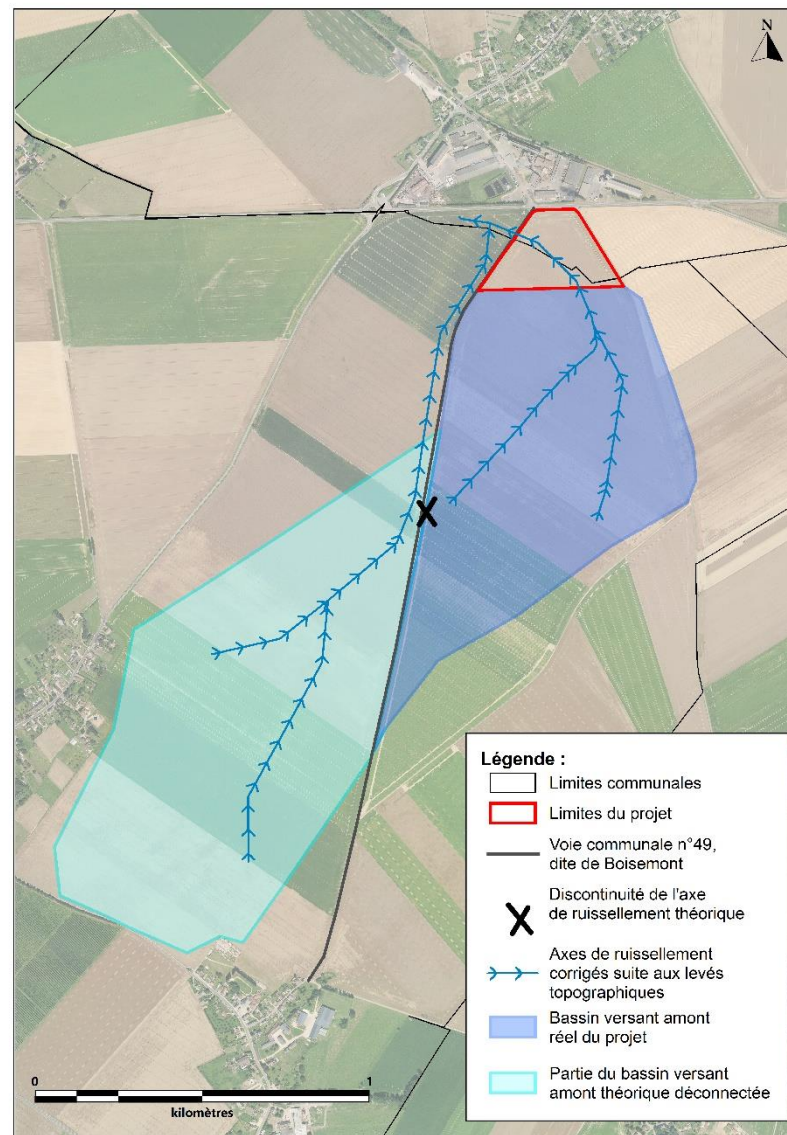 N
Légende :
Limites communales
Limites du projet
Voie communale n°49,
dite de Boisemont
Discontinuité de l'axe
de ruissellement théorique
Axes de ruissellement
corrigés suite aux levés
topographiques
Bassin versant amont
réel du projet
Partie du bassin versant
amont théorique déconnectée
0 1
kilomètres